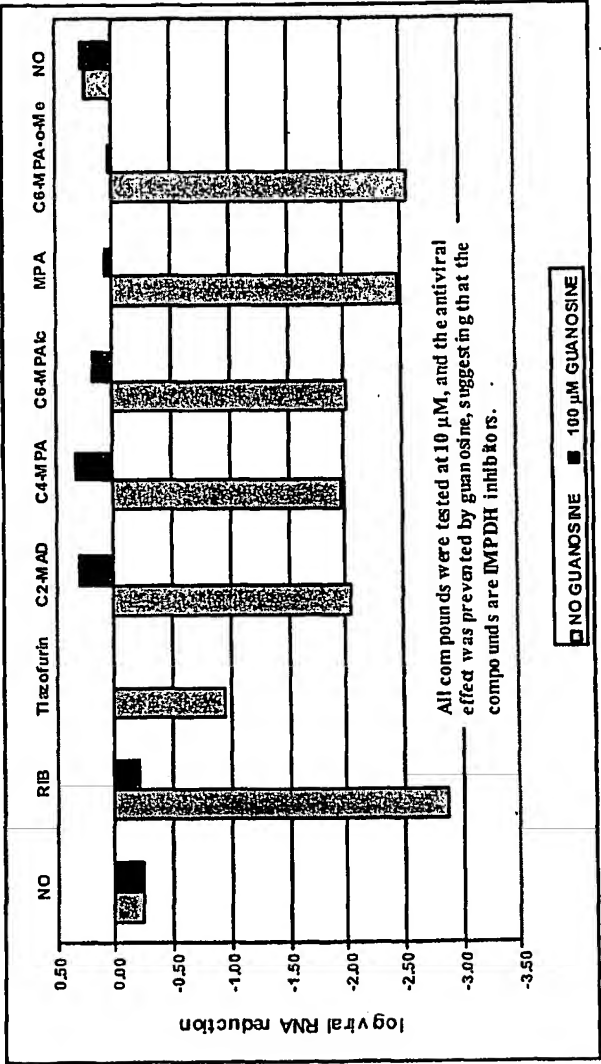 NO RIB Tiazofurin C2-MAD C4-MPA C6-MPAlc MPA C6-MPA-o-Me NO
0.50
0.00
-0.50
-1.00
-1.50
-2.00
-2.50
-3.00
-3.50
log viral RNA reduction
All compounds were tested at 10 µM, and the antiviral
effect was prevented by guanosine, suggesting that the
compounds are IMPDH inhibitors.
NO GUANOSINE 100 µM GUANOSINE